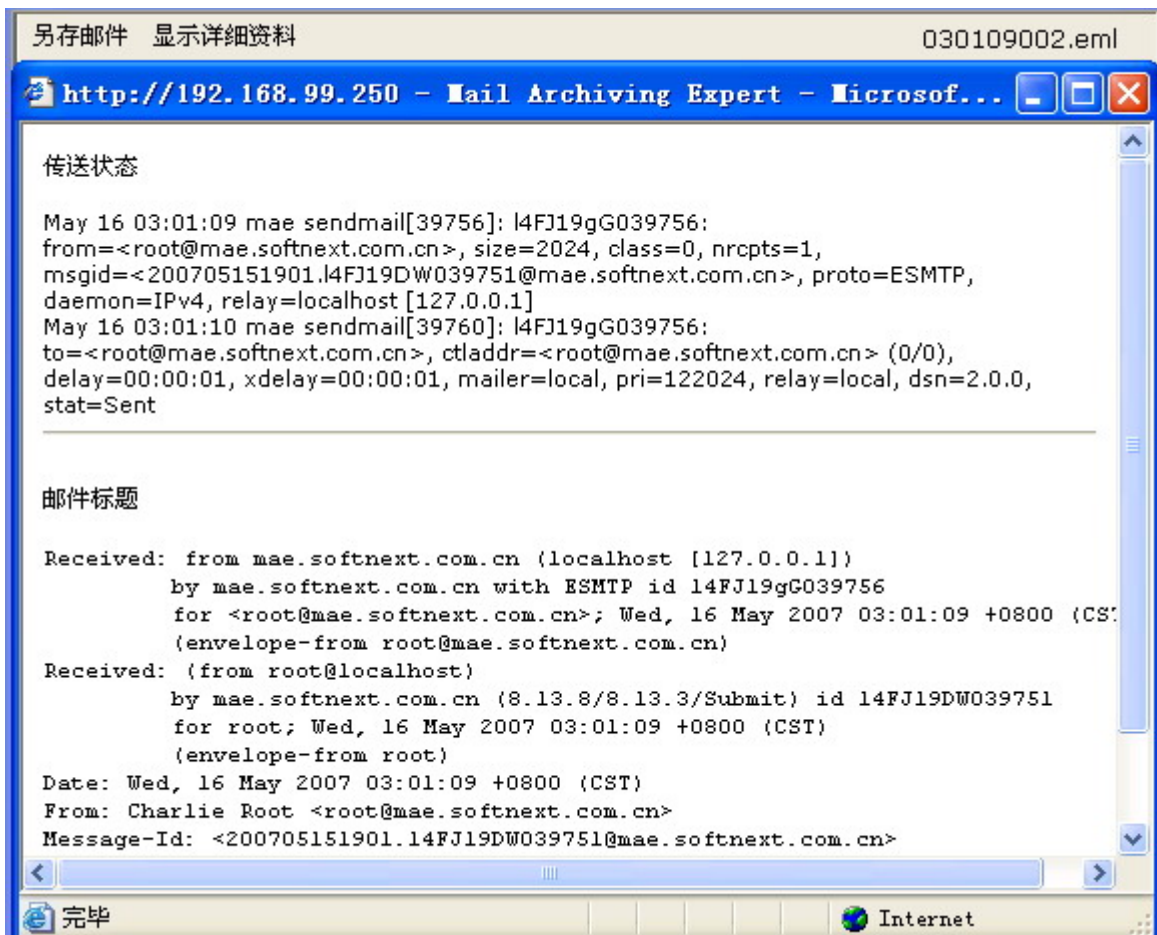 另存邮件 显示详细资料 030109002.eml
http://192.168.99.250 - Mail Archiving Expert - Microsof...
传送状态
May 16 03:01:09 mae sendmail[39756]: l4FJ19gG039756:
from=<root@mae.softnext.com.cn>, size=2024, class=0, nrcpts=1,
msgid=<200705151901.l4FJ19DW039751@mae.softnext.com.cn>, proto=ESMTP,
daemon=IPv4, relay=localhost [127.0.0.1]
May 16 03:01:10 mae sendmail[39760]: l4FJ19gG039756:
to=<root@mae.softnext.com.cn>, ctladdr=<root@mae.softnext.com.cn> (0/0),
delay=00:00:01, xdelay=00:00:01, mailer=local, pri=122024, relay=local, dsn=2.0.0,
stat=Sent
邮件标题
Received: from mae.softnext.com.cn (localhost [127.0.0.1])
by mae.softnext.com.cn with ESMTP id l4FJ19gG039756
for <root@mae.softnext.com.cn>; Wed, 16 May 2007 03:01:09 +0800 (CS
(envelope-from root@mae.softnext.com.cn)
Received: (from root@localhost)
by mae.softnext.com.cn (8.13.8/8.13.3/Submit) id l4FJ19DW039751
for root; Wed, 16 May 2007 03:01:09 +0800 (CST)
(envelope-from root)
Date: Wed, 16 May 2007 03:01:09 +0800 (CST)
From: Charlie Root <root@mae.softnext.com.cn>
Message-Id: <200705151901.l4FJ19DW039751@mae.softnext.com.cn>
完毕 Internet